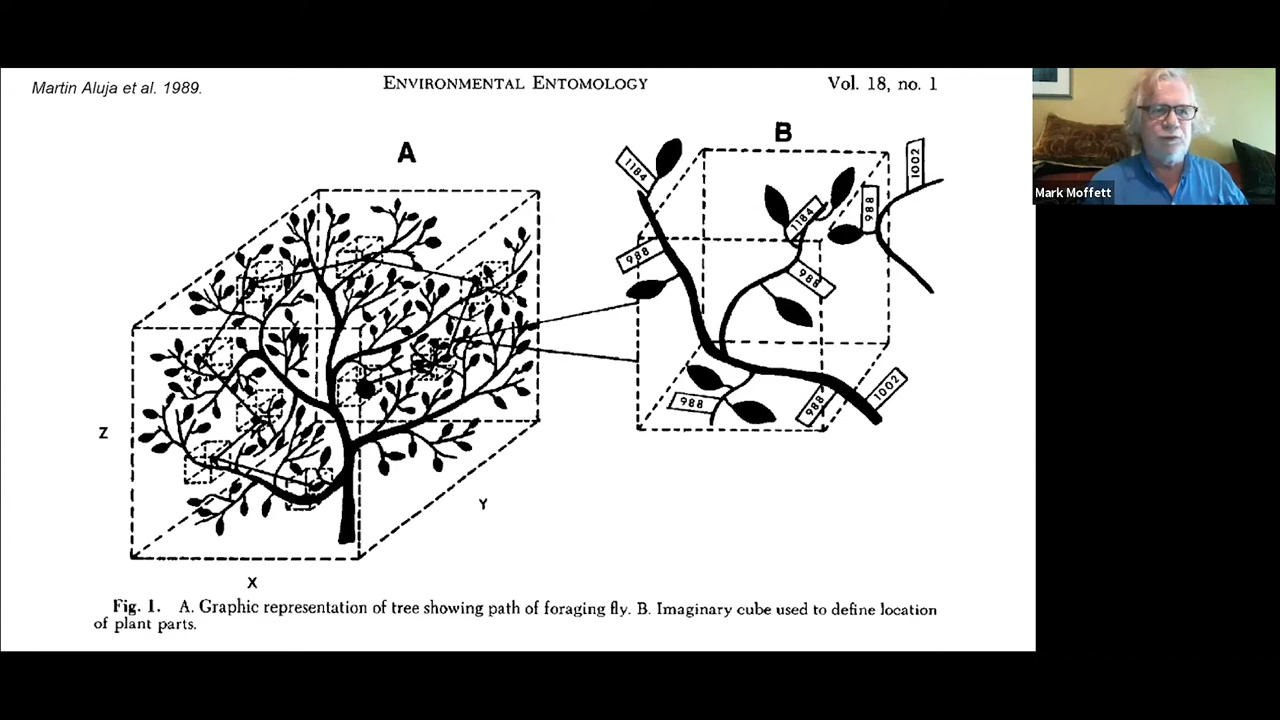 Martin Aluja et al. 1989.
ENVIRONMENTAL ENTOMOLOGY
Vol. 18, no. 1
A
B
1184
988
1184
988
988
1002
988
988
1002
Z
Y
X
Mark Moffett
Fig. 1. A. Graphic representation of tree showing path of foraging fly. B. Imaginary cube used to define location
of plant parts.